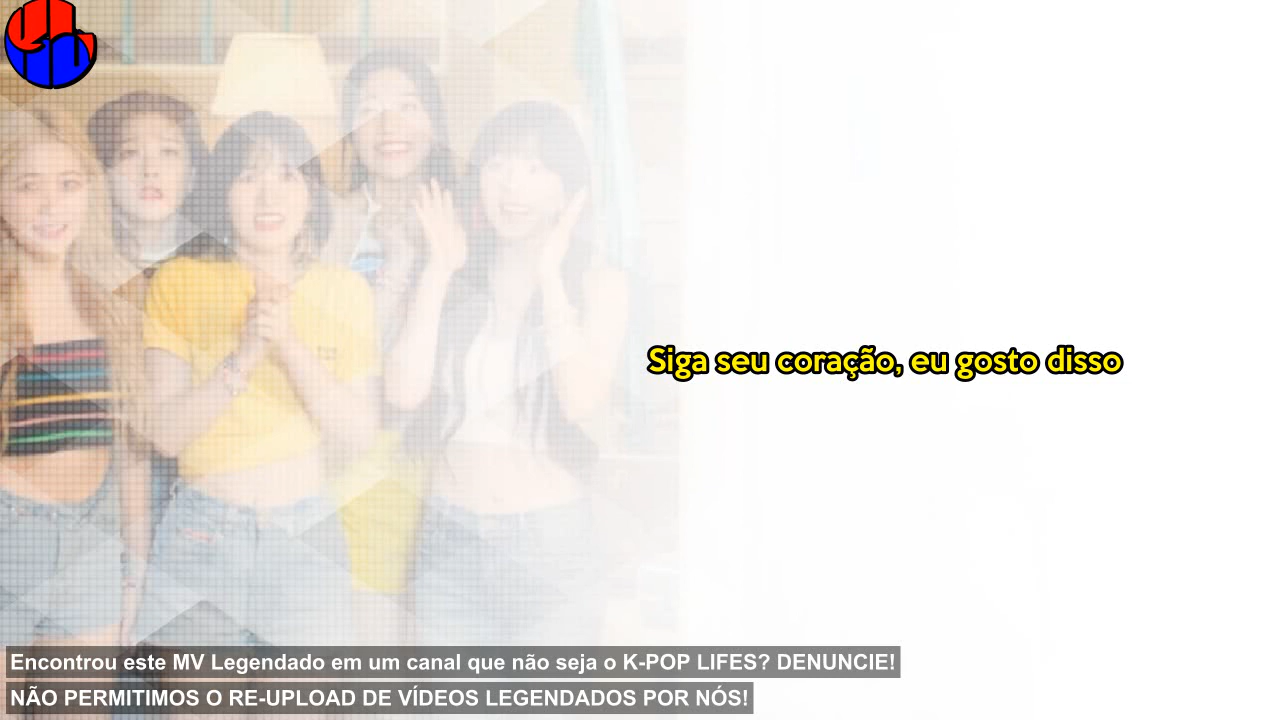 Siga seu coração, eu gosto disso
Encontrou este MV Legendado em um canal que não seja o K-POP LIFES? DENUNCIE!
NÃO PERMITIMOS O RE-UPLOAD DE VÍDEOS LEGENDADOS POR NÓS!